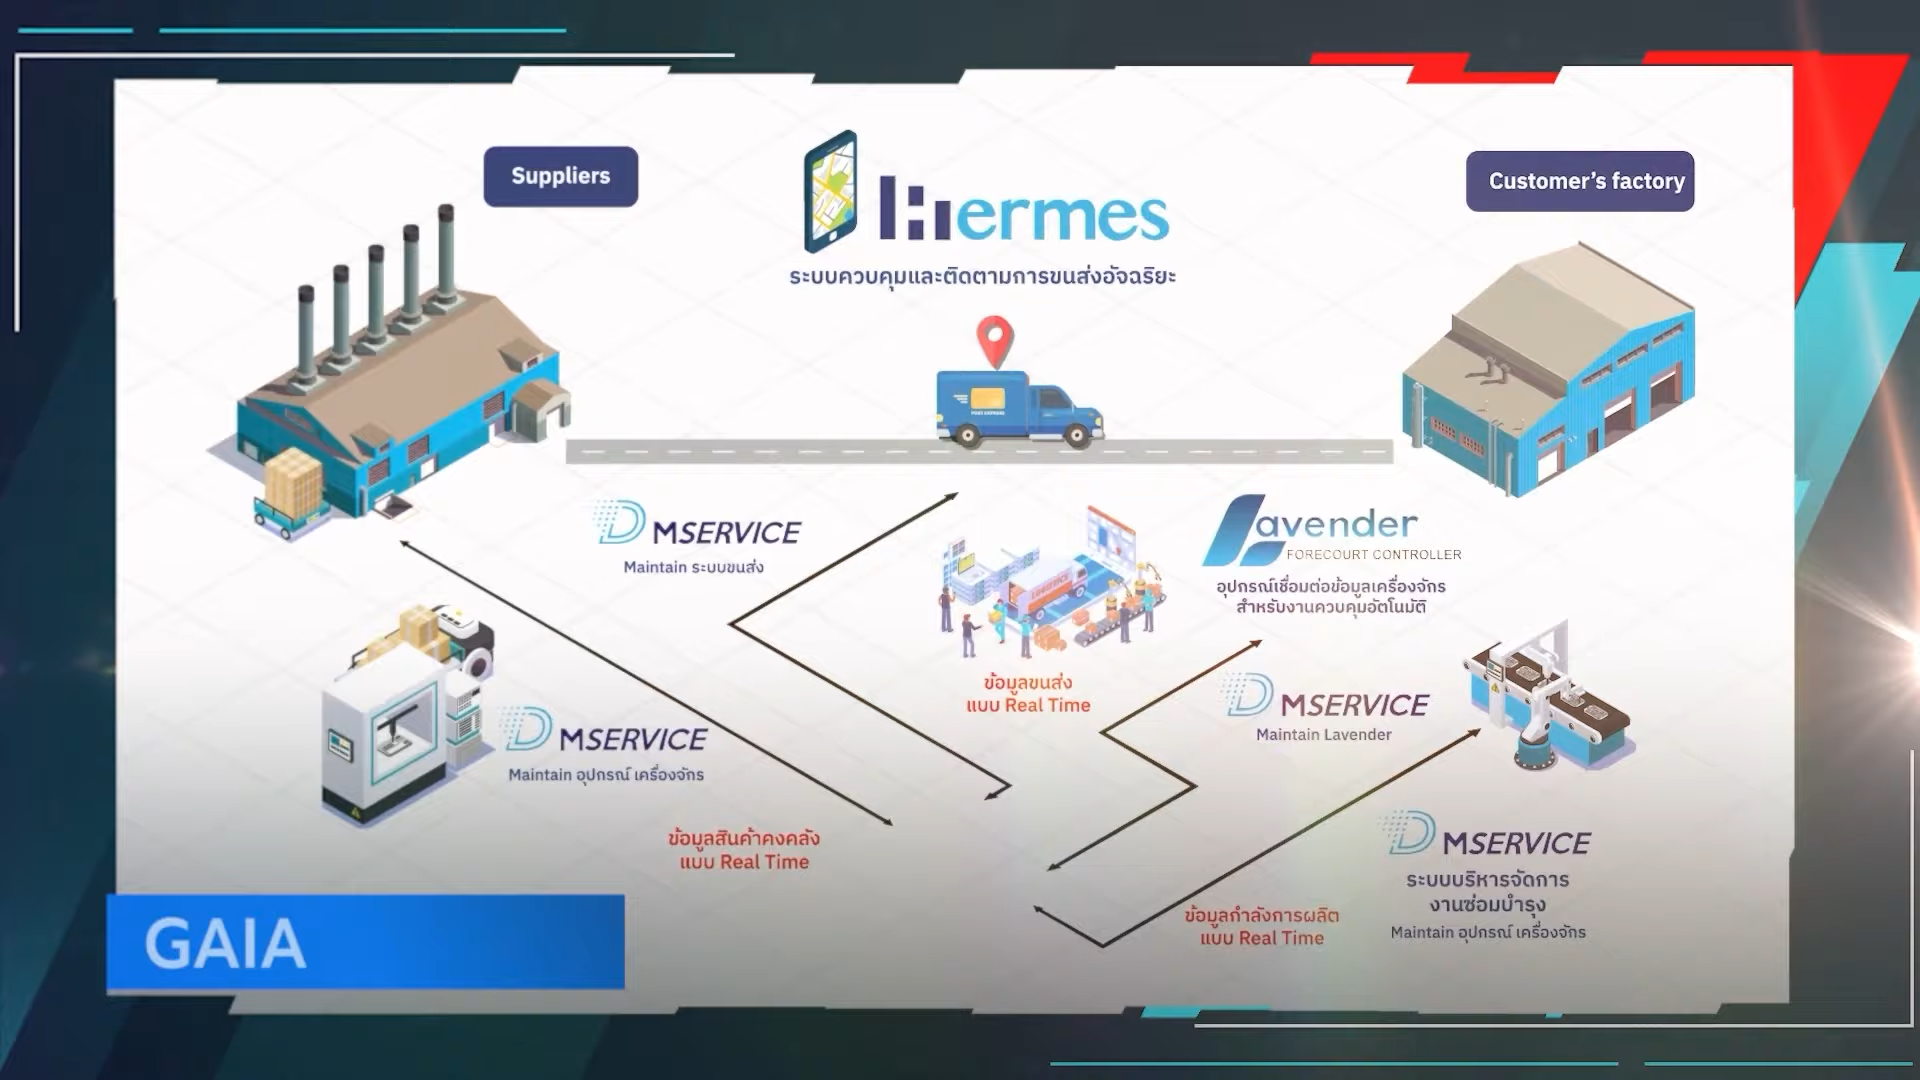 Suppliers
Hermes
ระบบควบคุมและติดตามการขนส่งอัจฉริยะ
Customer's factory
DMSERVICE
Maintain ระบบขนส่ง
Lavender
FORECOURT CONTROLLER
อุปกรณ์เชื่อมต่อข้อมูลเครื่องจักร
สำหรับงานควบคุมอัตโนมัติ
ข้อมูลขนส่ง
แบบ Real Time
DMSERVICE
Maintain Lavender
DMSERVICE
Maintain อุปกรณ์ เครื่องจักร
ข้อมูลสินค้าคงคลัง
แบบ Real Time
DMSERVICE
ระบบบริหารจัดการ
งานซ่อมบำรุง
Maintain อุปกรณ์ เครื่องจักร
ข้อมูลกำลังการผลิต
แบบ Real Time
GAIA